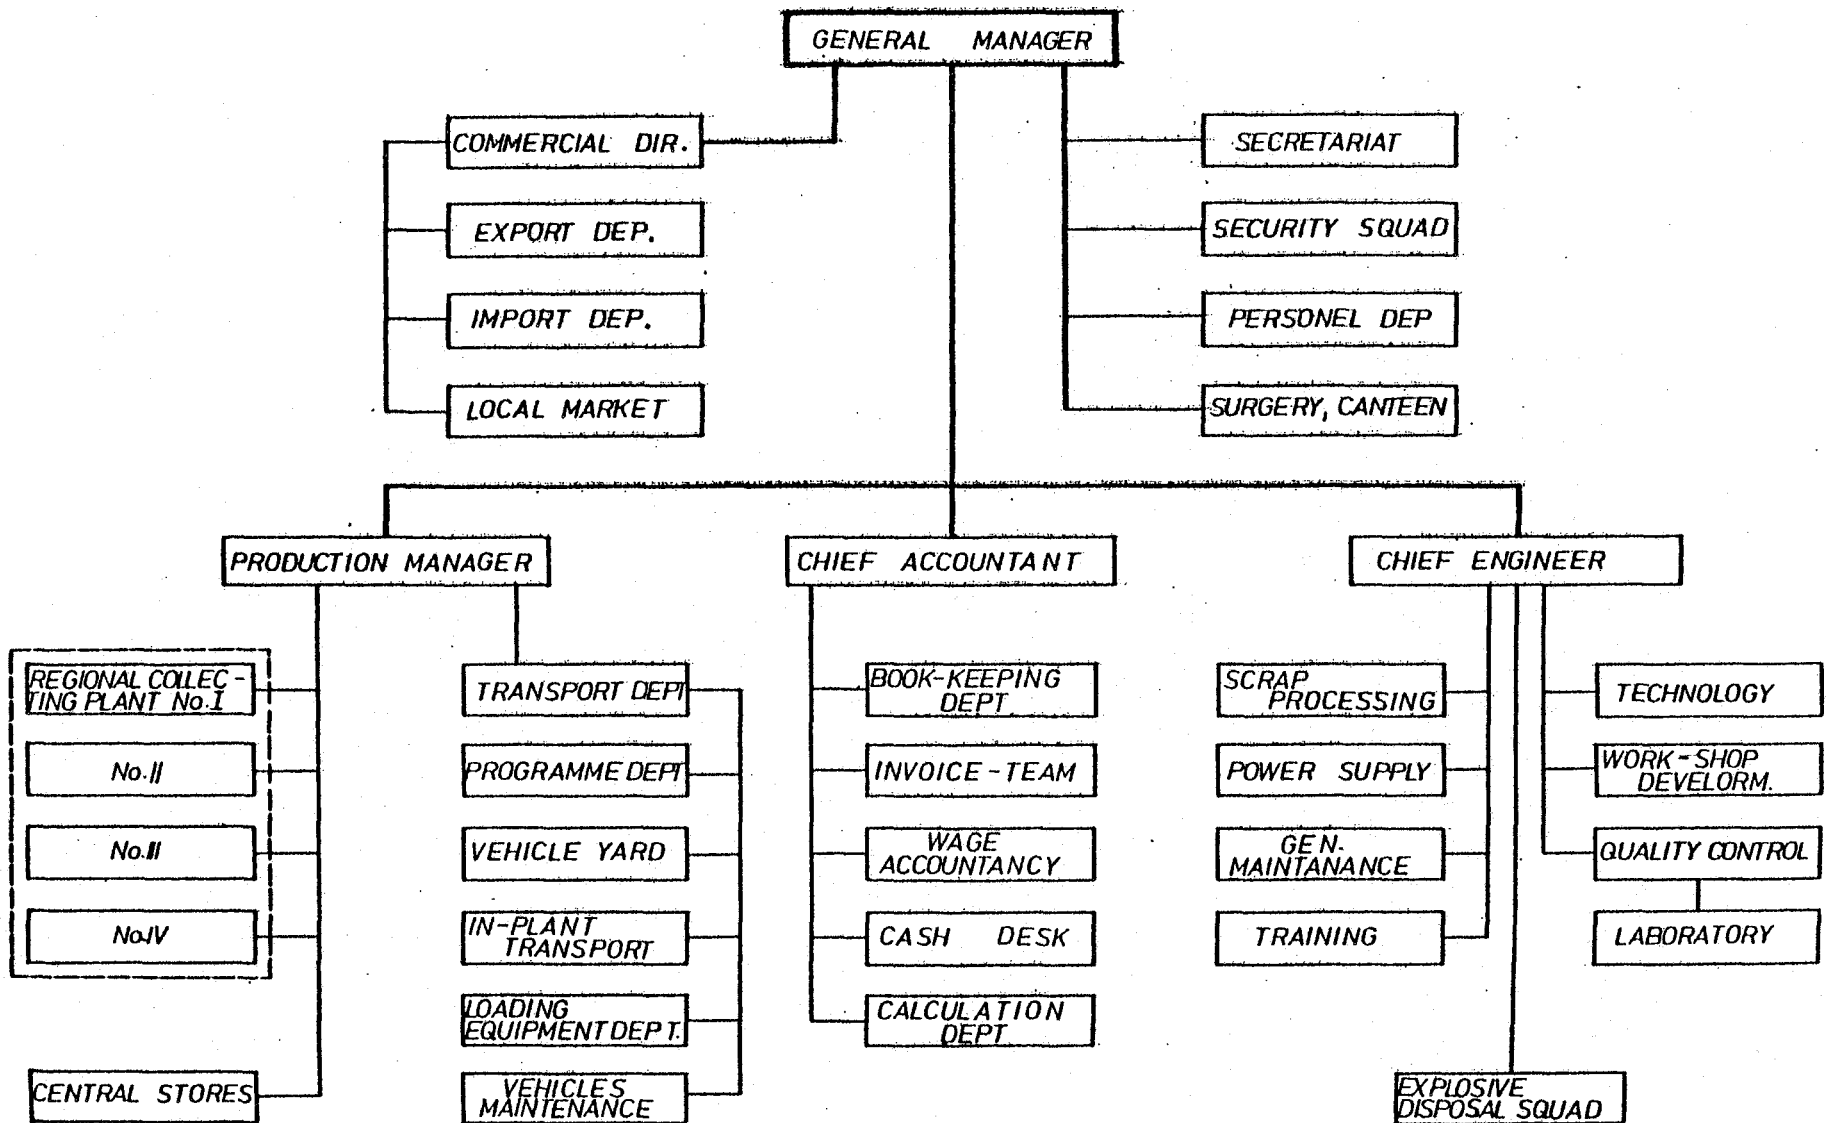 GENERAL MANAGER
COMMERCIAL DIR.
EXPORT DEP.
IMPORT DEP.
LOCAL MARKET
SECRETARIAT
SECURITY SQUAD
PERSONEL DEP
SURGERY, CANTEEN
PRODUCTION MANAGER
CHIEF ACCOUNTANT
CHIEF ENGINEER
REGIONAL COLLEC-
TING PLANT No.I
No.II
No.III
No.IV
CENTRAL STORES
TRANSPORT DEPT
PROGRAMME DEPT
VEHICLE YARD
IN-PLANT
TRANSPORT
LOADING
EQUIPMENT DEPT.
VEHICLES
MAINTENANCE
BOOK-KEEPING
DEPT.
INVOICE-TEAM
WAGE
ACCOUNTANCY
CASH DESK
CALCULATION
DEPT
SCRAP
PROCESSING
POWER SUPPLY
GEN.
MAINTANANCE
TRAINING
TECHNOLOGY
WORK-SHOP
DEVELORM.
QUALITY CONTROL
LABORATORY
EXPLOSIVE
DISPOSAL SQUAD